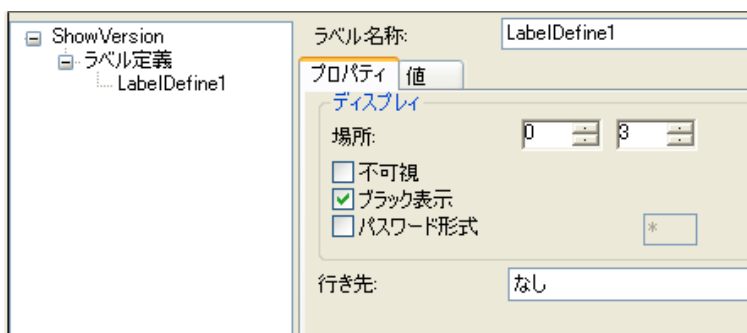 ShowVersion
ラベル定義
LabelDefine1
ラベル名称: LabelDefine1
プロパティ 値
ディスプレイ
場所: 0 3
不可視
ブラック表示
パスワード形式 *
行き先: なし